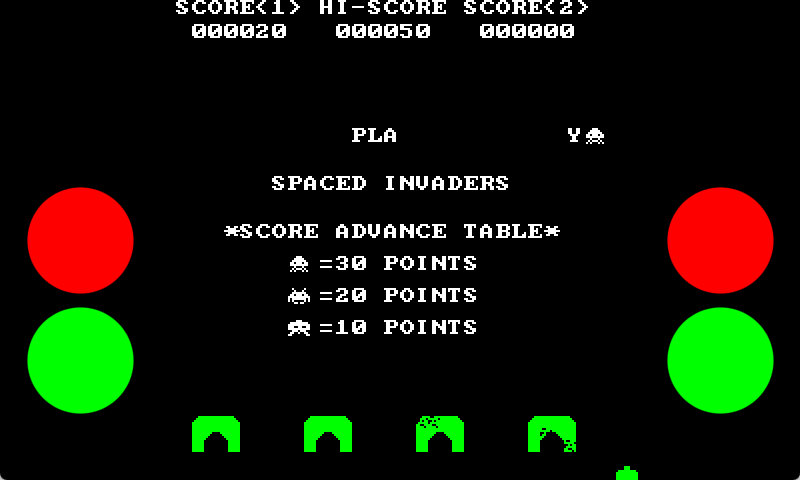 SCORE<1> HI-SCORE SCORE<2>
000020 000050 000000
PLA Y
SPACED INVADERS
*SCORE ADVANCE TABLE*
=30 POINTS
=20 POINTS
=10 POINTS